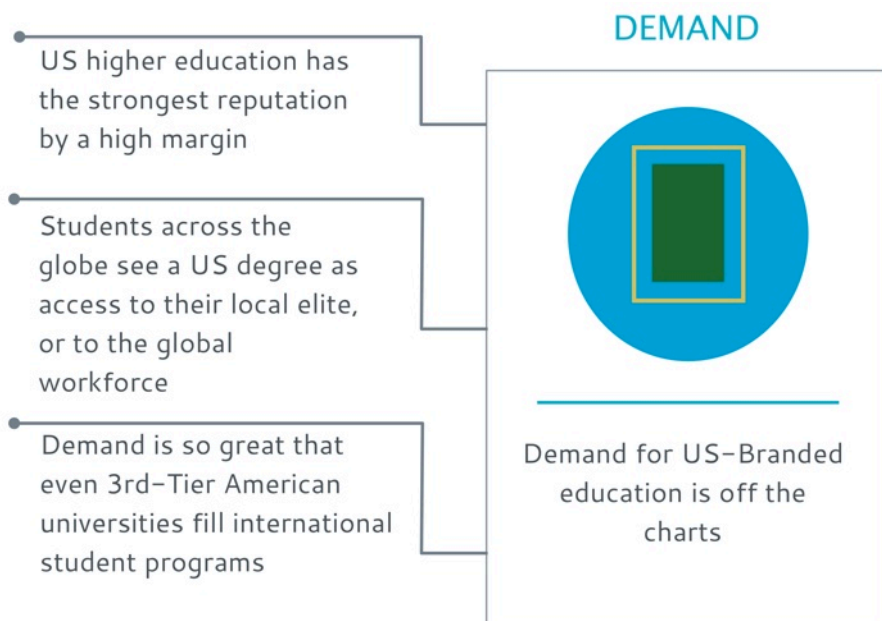 DEMAND
US higher education has
the strongest reputation
by a high margin
Students across the
globe see a US degree as
access to their local elite,
or to the global
workforce
Demand is so great that
even 3rd-Tier American
universities fill international
student programs
Demand for US-Branded
education is off the
charts